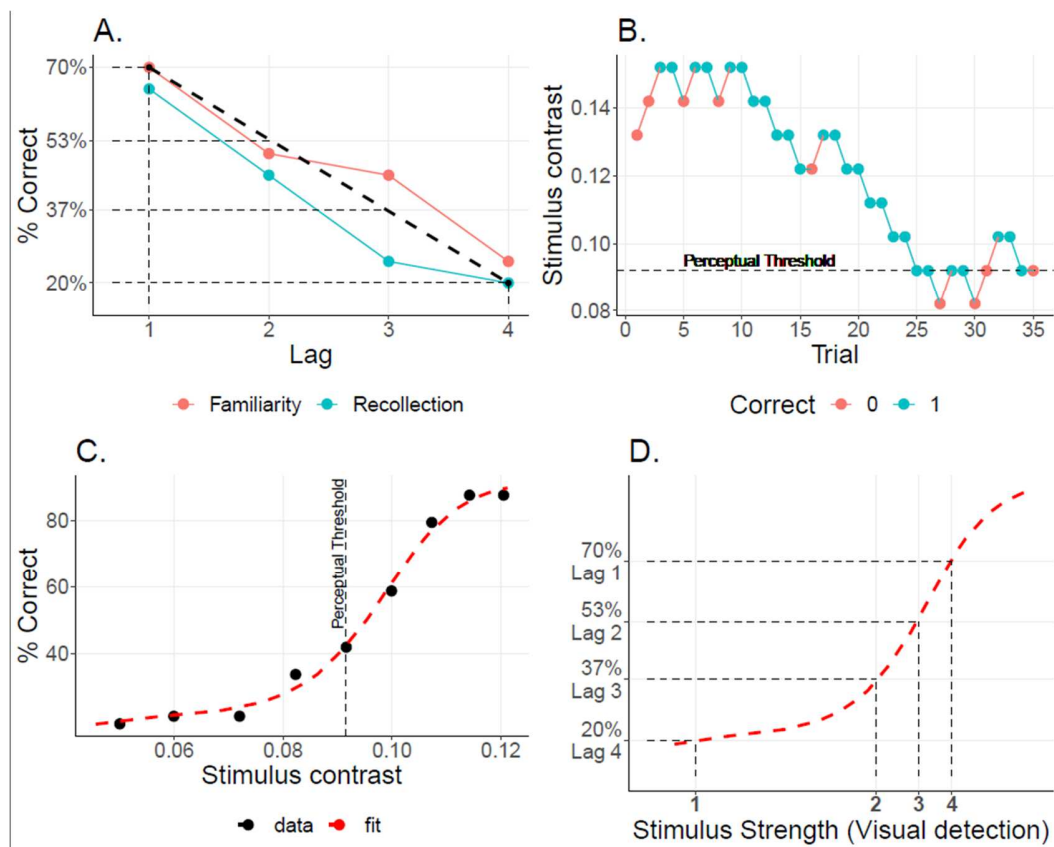 A.
70%
53%
37%
20%
% Correct
1 2 3 4
Lag
Familiarity Recollection
B.
0.14
0.12
0.10
0.08
Stimulus contrast
Perceptual Threshold
0 5 10 15 20 25 30 35
Trial
Correct 0 1
C.
80
60
40
% Correct
Perceptual Threshold
0.06 0.08 0.10 0.12
Stimulus contrast
data fit
D.
70%
Lag 1
53%
Lag 2
37%
Lag 3
20%
Lag 4
1 2 3 4
Stimulus Strength (Visual detection)